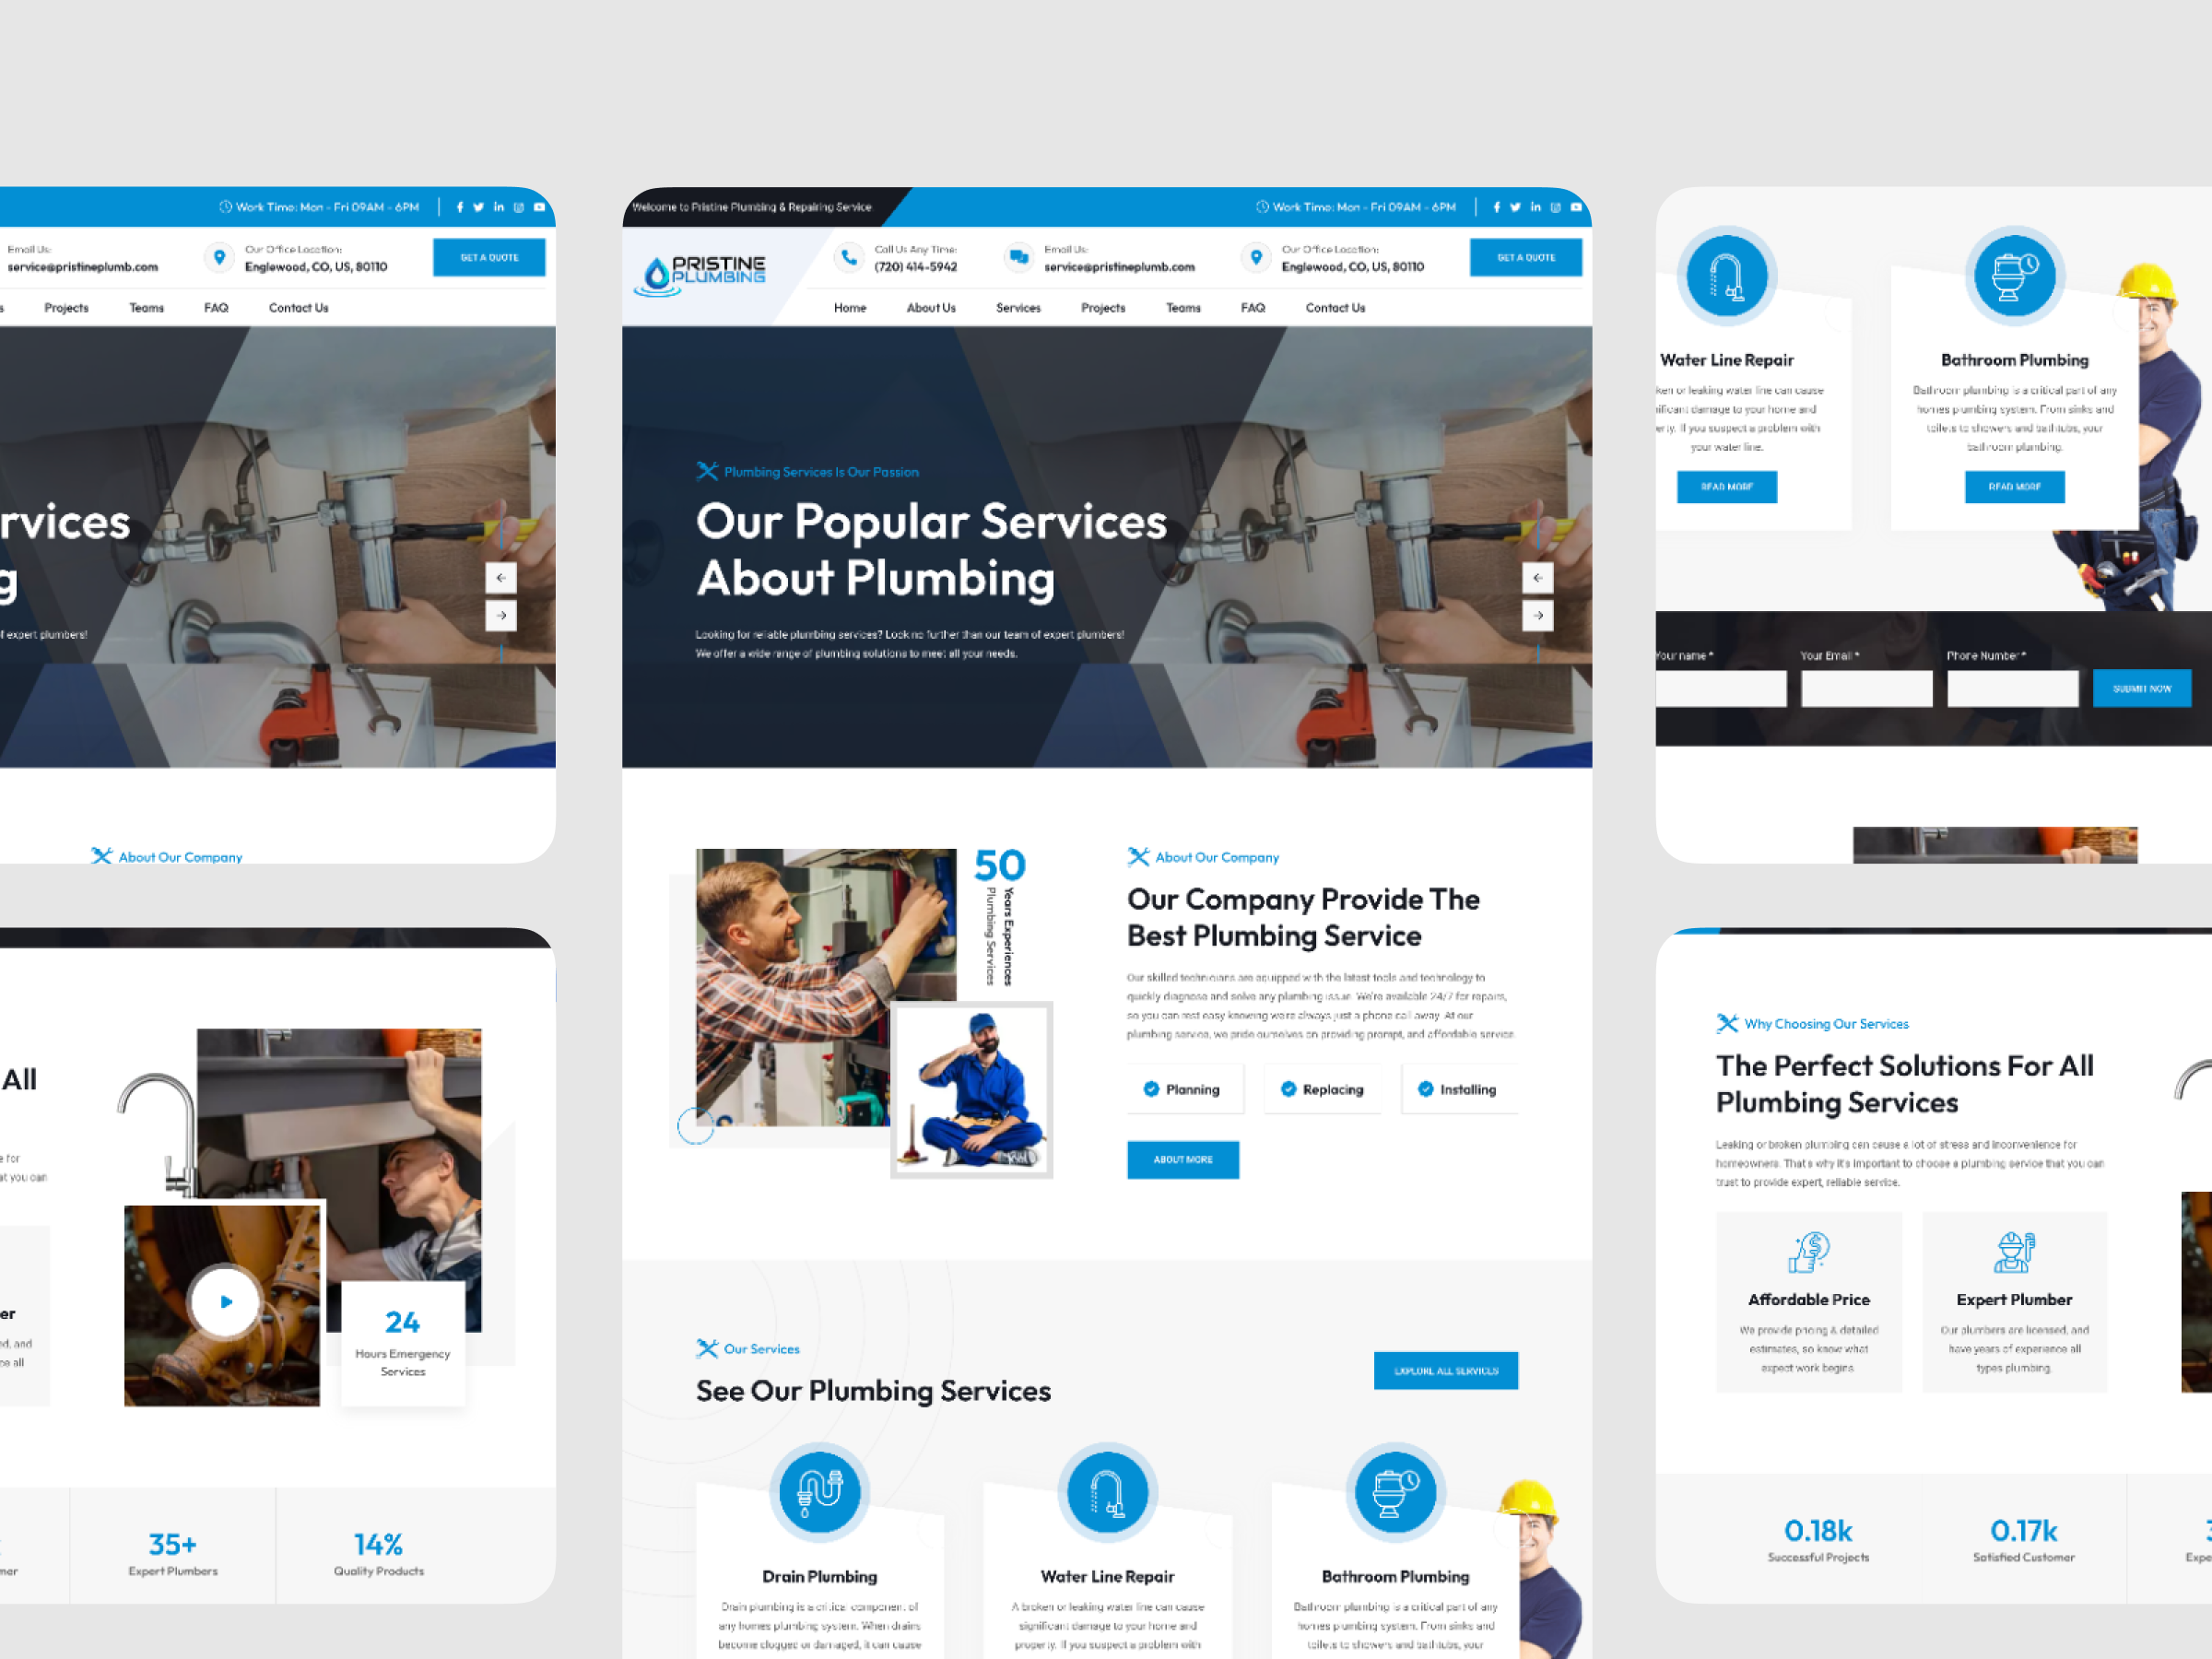 Work Time: Mon - Fri 09AM - 6PM
Email Us:
service@pristineplumb.com
Our Office Location:
Englewood, CO, US, 80110
GET A QUOTE
s
Projects
Teams
FAQ
Contact Us
rvices
g
f expert plumbers!
About Our Company
All
e for
at you can
er
ed, and
ce all
24
Hours Emergency
Services
mer
35+
Expert Plumbers
14%
Quality Products
Welcome to Pristine Plumbing & Repairing Service
Work Time: Mon - Fri 09AM - 6PM
PRISTINE
PLUMBING
Call Us Any Time:
(720) 414-5942
Email Us:
service@pristineplumb.com
Our Office Location:
Englewood, CO, US, 80110
GET A QUOTE
Home
About Us
Services
Projects
Teams
FAQ
Contact Us
Plumbing Services Is Our Passion
Our Popular Services
About Plumbing
Looking for reliable plumbing services? Look no further than our team of expert plumbers!
We offer a wide range of plumbing solutions to meet all your needs.
50
Years Experiences
Plumbing Services
About Our Company
Our Company Provide The
Best Plumbing Service
Our skilled technicians are equipped with the latest tools and technology to
quickly diagnose and solve any plumbing issue. We're available 24/7 for repairs,
so you can rest easy knowing we're always just a phone call away. At our
plumbing service, we pride ourselves on providing prompt, and affordable service.
Planning
Replacing
Installing
ABOUT MORE
Our Services
See Our Plumbing Services
EXPLORE ALL SERVICES
Drain Plumbing
Drain plumbing is a critical component of
any homes plumbing system. When drains
become clogged or damaged, it can cause
Water Line Repair
A broken or leaking water line can cause
significant damage to your home and
property. If you suspect a problem with
Bathroom Plumbing
Bathroom plumbing is a critical part of any
homes plumbing system. From sinks and
toilets to showers and bathtubs, your
Water Line Repair
ken or leaking water line can cause
nificant damage to your home and
erty. If you suspect a problem with
your water line.
READ MORE
Bathroom Plumbing
Bathroom plumbing is a critical part of any
homes plumbing system. From sinks and
toilets to showers and bathtubs, your
bathroom plumbing.
READ MORE
Your name *
Your Email *
Phone Number *
SUBMIT NOW
Why Choosing Our Services
The Perfect Solutions For All
Plumbing Services
Leaking or broken plumbing can cause a lot of stress and inconvenience for
homeowners. That's why it's important to choose a plumbing service that you can
trust to provide expert, reliable service.
Affordable Price
We provide pricing & detailed
estimates, so know what
expect work begins.
Expert Plumber
Our plumbers are licensed, and
have years of experience all
types plumbing.
0.18k
Successful Projects
0.17k
Satisfied Customer
3
Expe